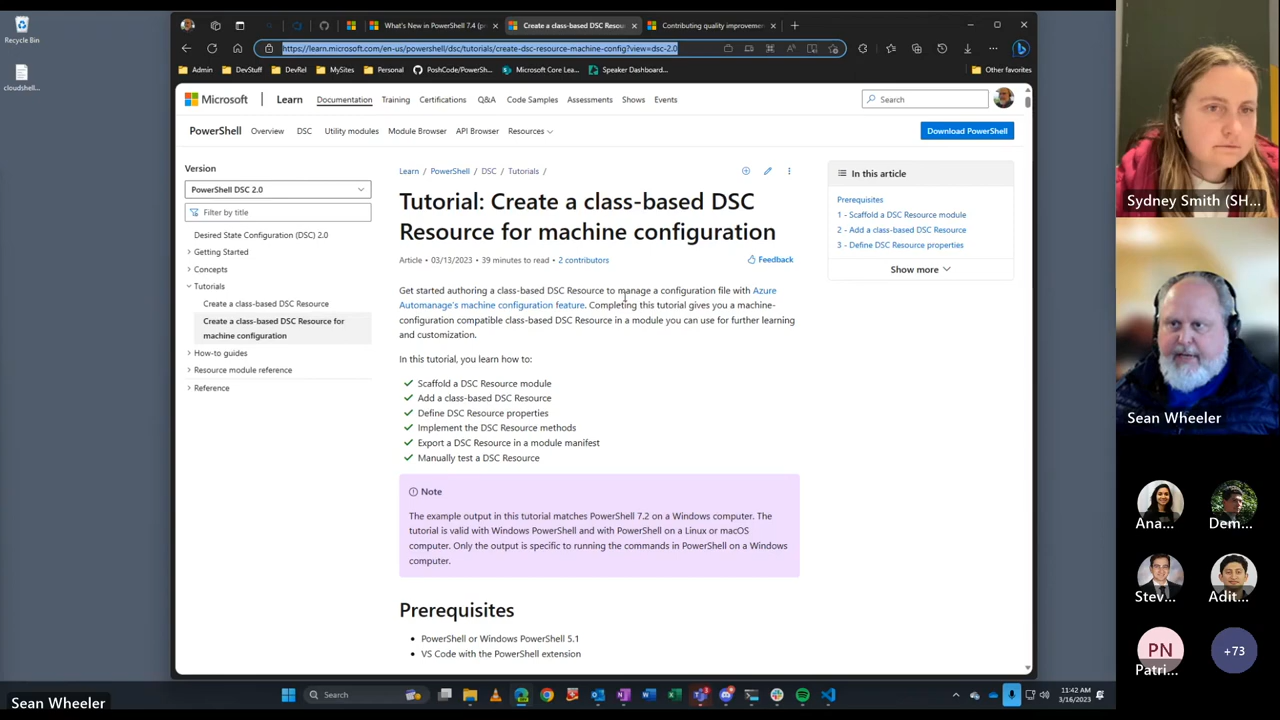 Recycle Bin
cloudshell...
What's New in PowerShell 7.4 (p
Create a class-based DSC Resou
Contributing quality improveme
https://learn.microsoft.com/en-us/powershell/dsc/tutorials/create-dsc-resource-machine-config?view=dsc-2.0
Admin
DevStuff
DevRel
MySites
Personal
PoshCode/PowerSh...
Microsoft Core Lea...
Speaker Dashboard...
Other favorites
Microsoft
Learn
Documentation
Training
Certifications
Q&A
Code Samples
Assessments
Shows
Events
Search
PowerShell
Overview
DSC
Utility modules
Module Browser
API Browser
Resources
Download PowerShell
Version
PowerShell DSC 2.0
Filter by title
Desired State Configuration (DSC) 2.0
Getting Started
Concepts
Tutorials
Create a class-based DSC Resource
Create a class-based DSC Resource for
machine configuration
How-to guides
Resource module reference
Reference
Learn / PowerShell / DSC / Tutorials /
Tutorial: Create a class-based DSC
Resource for machine configuration
Article • 03/13/2023 • 39 minutes to read • 2 contributors
Feedback
Get started authoring a class-based DSC Resource to manage a configuration file with Azure
Automanage's machine configuration feature. Completing this tutorial gives you a machine-
configuration compatible class-based DSC Resource in a module you can use for further learning
and customization.
In this tutorial, you learn how to:
Scaffold a DSC Resource module
Add a class-based DSC Resource
Define DSC Resource properties
Implement the DSC Resource methods
Export a DSC Resource in a module manifest
Manually test a DSC Resource
Note
The example output in this tutorial matches PowerShell 7.2 on a Windows computer. The
tutorial is valid with Windows PowerShell and with PowerShell on a Linux or macOS
computer. Only the output is specific to running the commands in PowerShell on a Windows
computer.
Prerequisites
• PowerShell or Windows PowerShell 5.1
• VS Code with the PowerShell extension
In this article
Prerequisites
1 - Scaffold a DSC Resource module
2 - Add a class-based DSC Resource
3 - Define DSC Resource properties
Show more
Sydney Smith (SH...
Sean Wheeler
Ana...
Dem...
Stev...
Adit...
PN
Patri...
+73
Sean Wheeler
Search
11:42 AM
3/16/2023